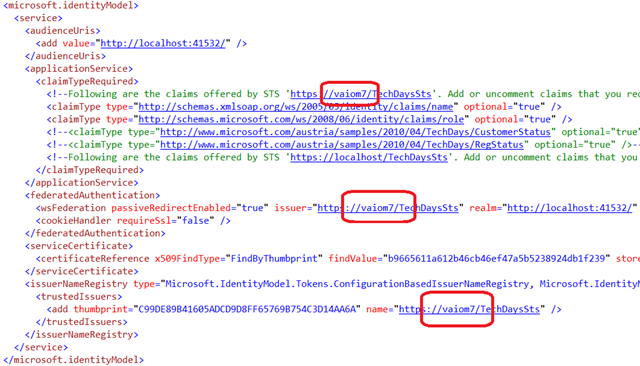 <microsoft.identityModel>
<service>
<audienceUris>
<add value="http://localhost:41532/" />
</audienceUris>
<applicationService>
<claimTypeRequired>
<!--Following are the claims offered by STS 'https://vaiom7/TechDaysSts'. Add or uncomment claims that you rec
<claimType type="http://schemas.xmlsoap.org/ws/2005/05/identity/claims/name" optional="true" />
<claimType type="http://schemas.microsoft.com/ws/2008/06/identity/claims/role" optional="true" />
<!--<claimType type="http://www.microsoft.com/austria/samples/2010/04/TechDays/CustomerStatus" optional="true"
<!--<claimType type="http://www.microsoft.com/austria/samples/2010/04/TechDays/RegStatus" optional="true" />--
<!--Following are the claims offered by STS 'https://localhost/TechDaysSts'. Add or uncomment claims that you
</claimTypeRequired>
</applicationService>
<federatedAuthentication>
<wsFederation passiveRedirectEnabled="true" issuer="https://vaiom7/TechDaysSts" realm="http://localhost:41532/"
<cookieHandler requireSsl="false" />
</federatedAuthentication>
<serviceCertificate>
<certificateReference x509FindType="FindByThumbprint" findValue="b9665611a612b46cb46ef47a5b5238924db1f239" store
</serviceCertificate>
<issuerNameRegistry type="Microsoft.IdentityModel.Tokens.ConfigurationBasedIssuerNameRegistry, Microsoft.Identit
<trustedIssuers>
<add thumbprint="C99DE89B41605ADCD9D8FF65769B754C3D14AA6A" name="https://vaiom7/TechDaysSts" />
</trustedIssuers>
</issuerNameRegistry>
</service>
</microsoft.identityModel>